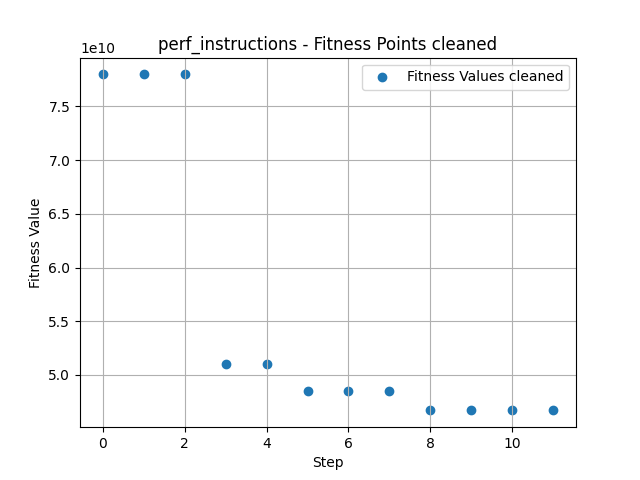 perf_instructions - Fitness Points cleaned
1e10
Fitness Values cleaned
7.5
7.0
6.5
6.0
5.5
5.0
Fitness Value
0 2 4 6 8 10
Step